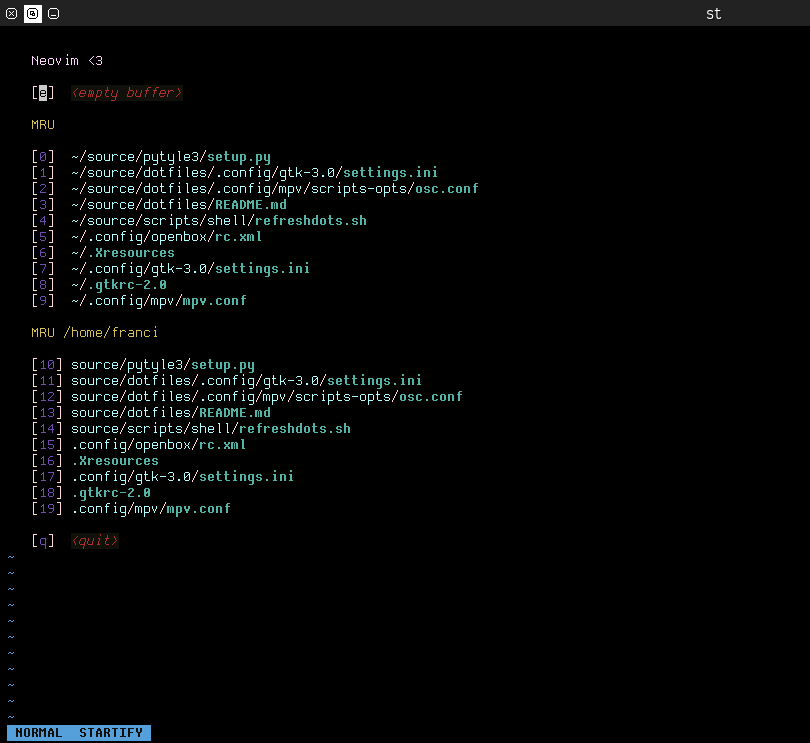 st
Neovim <3
[e] <empty buffer>
MRU
[0] ~/source/pytyle3/setup.py
[1] ~/source/dotfiles/.config/gtk-3.0/settings.ini
[2] ~/source/dotfiles/.config/mpv/scripts-opts/osc.conf
[3] ~/source/dotfiles/README.md
[4] ~/source/scripts/shell/refreshdots.sh
[5] ~/.config/openbox/rc.xml
[6] ~/.Xresources
[7] ~/.config/gtk-3.0/settings.ini
[8] ~/.gtkrc-2.0
[9] ~/.config/mpv/mpv.conf
MRU /home/franci
[10] source/pytyle3/setup.py
[11] source/dotfiles/.config/gtk-3.0/settings.ini
[12] source/dotfiles/.config/mpv/scripts-opts/osc.conf
[13] source/dotfiles/README.md
[14] source/scripts/shell/refreshdots.sh
[15] .config/openbox/rc.xml
[16] .Xresources
[17] .config/gtk-3.0/settings.ini
[18] .gtkrc-2.0
[19] .config/mpv/mpv.conf
[q] <quit>
~
~
~
~
~
~
~
~
~
~
~
NORMAL STARTIFY